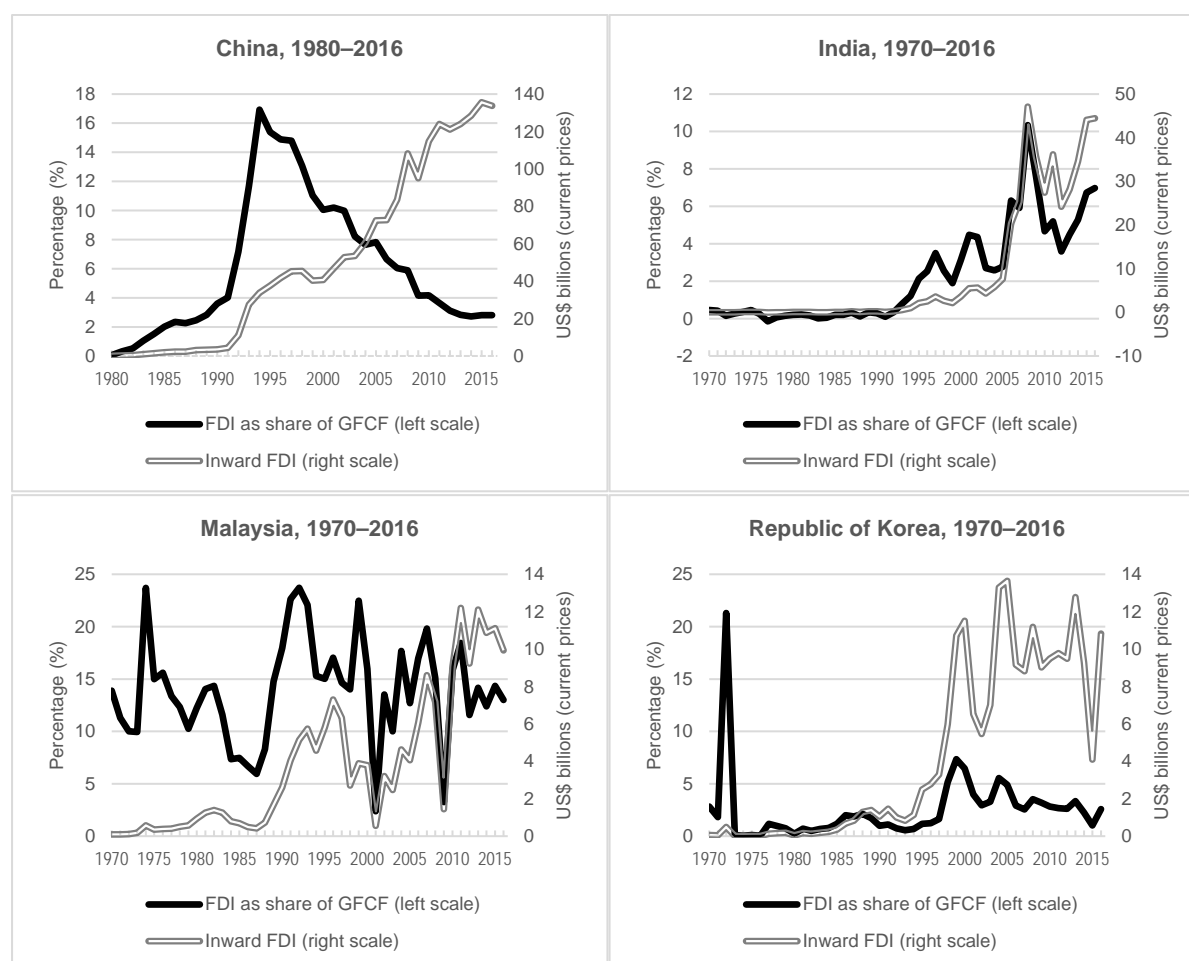 China, 1980–2016
Percentage (%)
18
16
14
12
10
8
6
4
2
0
140
120
100
80
60
40
20
0
US$ billions (current prices)
1980 1985 1990 1995 2000 2005 2010 2015
FDI as share of GFCF (left scale)
Inward FDI (right scale)
India, 1970–2016
Percentage (%)
12
10
8
6
4
2
0
-2
50
40
30
20
10
0
-10
US$ billions (current prices)
1970 1975 1980 1985 1990 1995 2000 2005 2010 2015
FDI as share of GFCF (left scale)
Inward FDI (right scale)
Malaysia, 1970–2016
Percentage (%)
25
20
15
10
5
0
14
12
10
8
6
4
2
0
US$ billions (current prices)
1970 1975 1980 1985 1990 1995 2000 2005 2010 2015
FDI as share of GFCF (left scale)
Inward FDI (right scale)
Republic of Korea, 1970–2016
Percentage (%)
25
20
15
10
5
0
14
12
10
8
6
4
2
0
US$ billions (current prices)
1970 1975 1980 1985 1990 1995 2000 2005 2010 2015
FDI as share of GFCF (left scale)
Inward FDI (right scale)